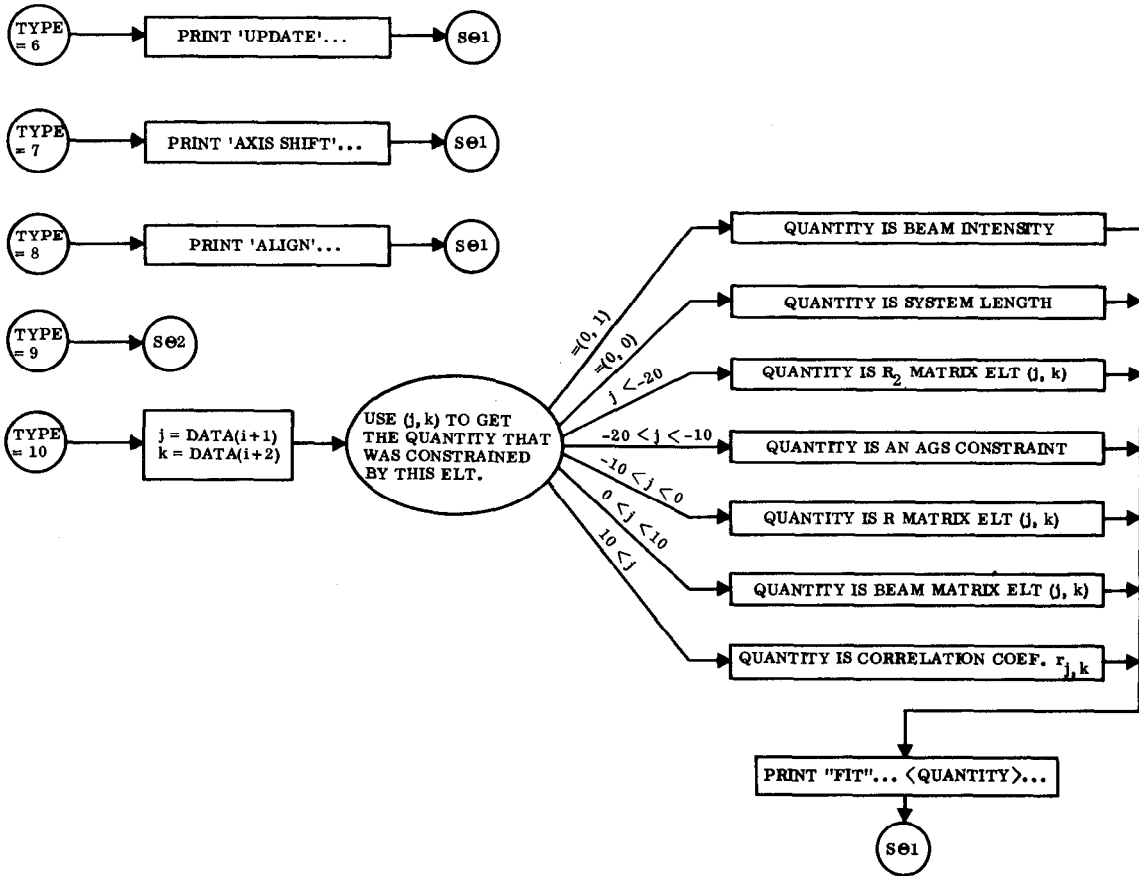 TYPE
= 6
PRINT 'UPDATE'...
SΘ1
TYPE
= 7
PRINT 'AXIS SHIFT'...
SΘ1
TYPE
= 8
PRINT 'ALIGN'...
SΘ1
TYPE
= 9
SΘ2
TYPE
= 10
j = DATA(i+1)
k = DATA(i+2)
USE (j, k) TO GET
THE QUANTITY THAT
WAS CONSTRAINED
BY THIS ELT.
=(0, 1)
QUANTITY IS BEAM INTENSITY
=(0, 0)
QUANTITY IS SYSTEM LENGTH
j <-20
QUANTITY IS R2 MATRIX ELT (j, k)
-20 < j < -10
QUANTITY IS AN AGS CONSTRAINT
-10 < j < 0
QUANTITY IS R MATRIX ELT (j, k)
0 < j < 10
QUANTITY IS BEAM MATRIX ELT (j, k)
10 < j
QUANTITY IS CORRELATION COEF. rj, k
PRINT "FIT"... <QUANTITY>...
SΘ1